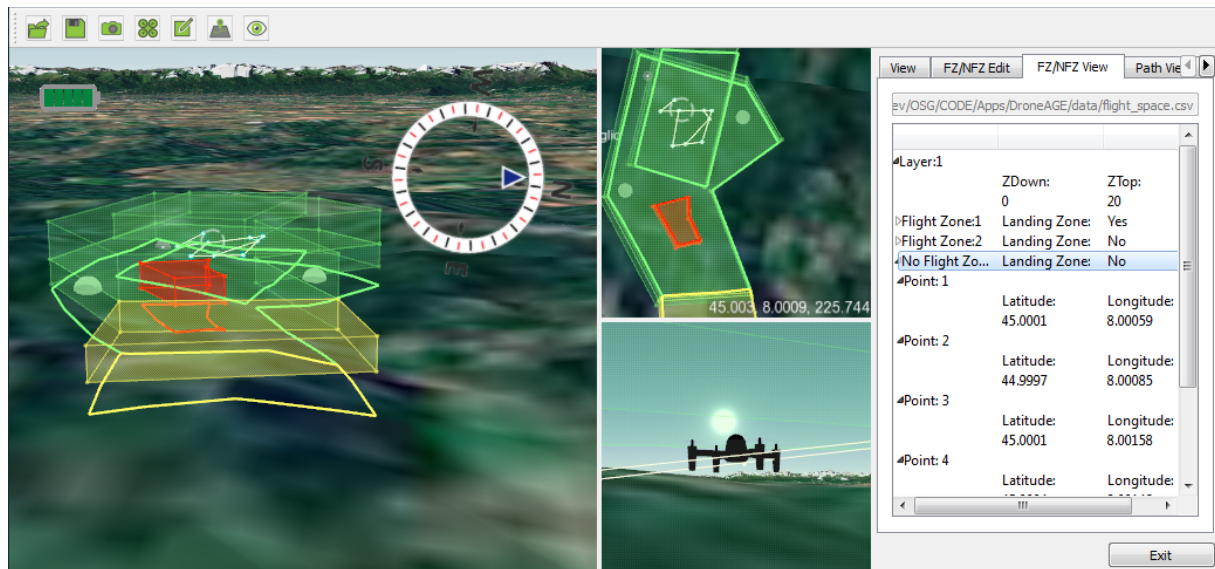 View
FZ/NFZ Edit
FZ/NFZ View
Path Vie
ev/OSG/CODE/Apps/DroneAGE/data/flight_space.csv
Layer:1
ZDown: ZTop:
0 20
Flight Zone:1 Landing Zone: Yes
Flight Zone:2 Landing Zone: No
No Flight Zo... Landing Zone: No
Point: 1
Latitude: Longitude:
45.0001 8.00059
Point: 2
Latitude: Longitude:
44.9997 8.00085
Point: 3
Latitude: Longitude:
45.0001 8.00158
Point: 4
Latitude: Longitude:
Exit
glio
45.003, 8.0009, 225.744
N
S
E